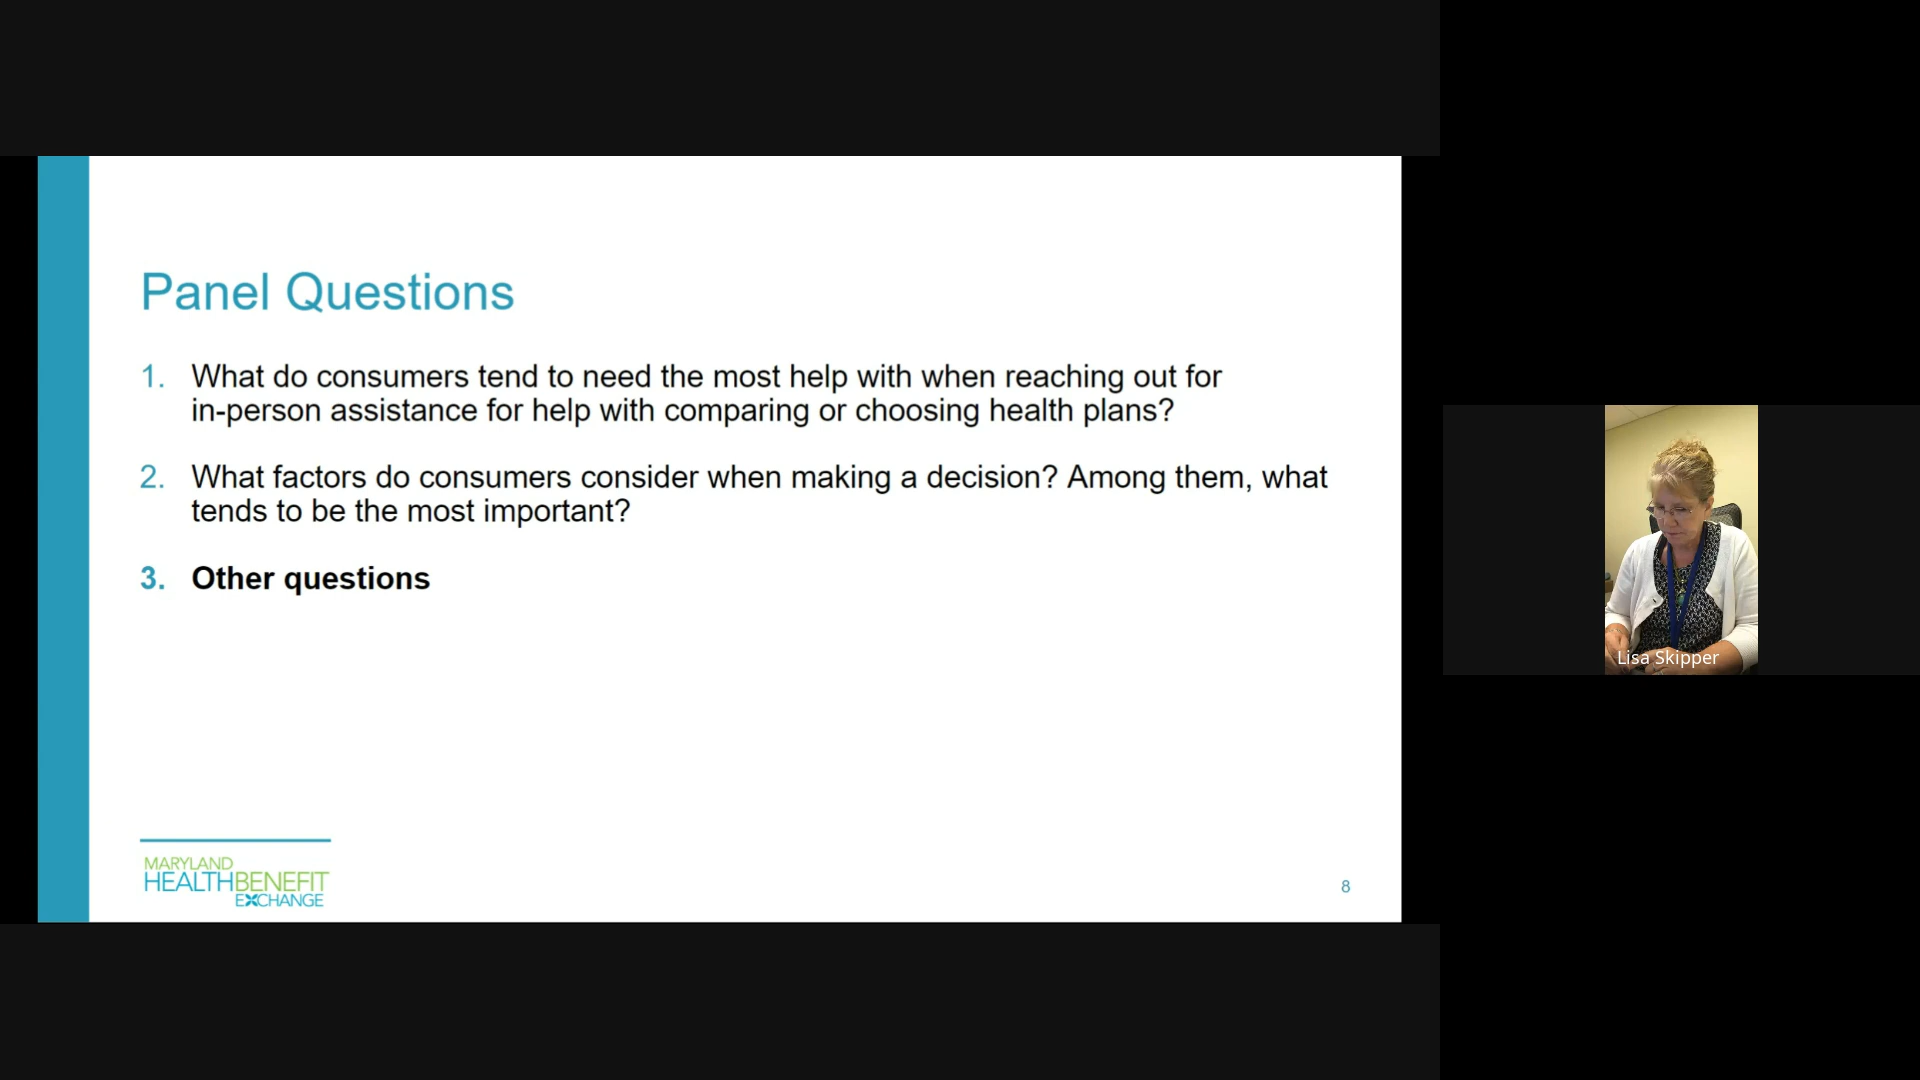 Panel Questions
1. What do consumers tend to need the most help with when reaching out for
in-person assistance for help with comparing or choosing health plans?
2. What factors do consumers consider when making a decision? Among them, what
tends to be the most important?
3. Other questions
MARYLAND
HEALTHBENEFIT
EXCHANGE
8
Lisa Skipper